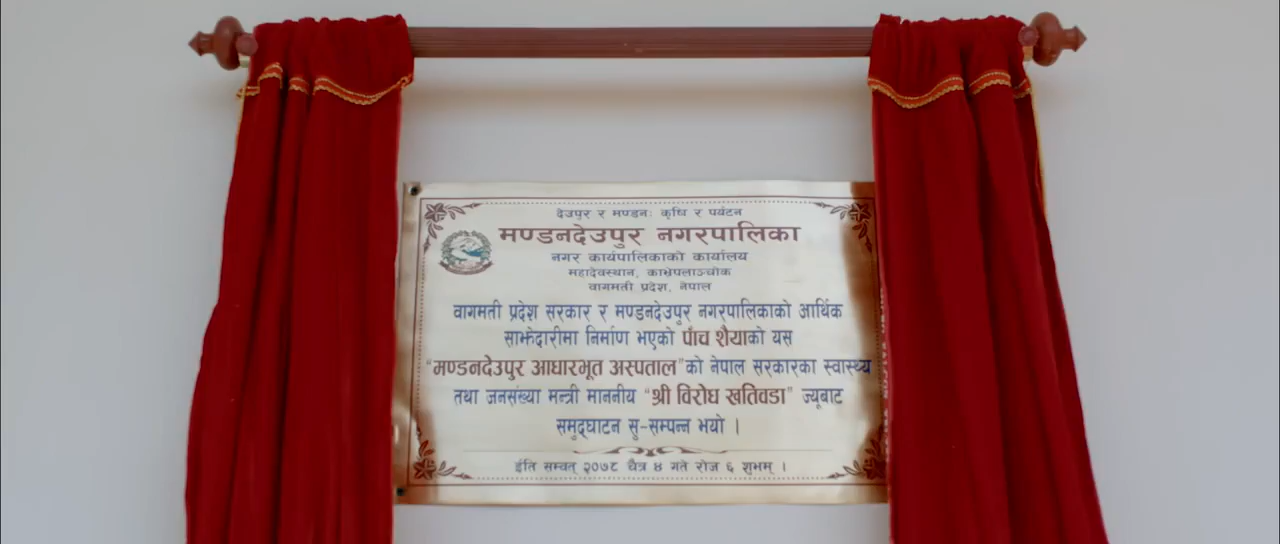 देउपुर र मण्डनः कृषि र पर्यटन
मण्डनदेउपुर नगरपालिका
नगर कार्यपालिकाको कार्यालय
महादेवस्थान, काभ्रेपलाञ्चोक
वागमती प्रदेश, नेपाल
वागमती प्रदेश सरकार र मण्डनदेउपुर नगरपालिकाको आर्थिक
साझेदारीमा निर्माण भएको पाँच शैयाको यस
“मण्डनदेउपुर आधारभूत अस्पताल”को नेपाल सरकारका स्वास्थ्य
तथा जनसंख्या मन्त्री माननीय “श्री विरोध खतिवडा” ज्यूबाट
समुद्घाटन सु-सम्पन्न भयो ।
ईति सम्वत् २०७८ चैत्र ४ गते रोज ६ शुभम् ।